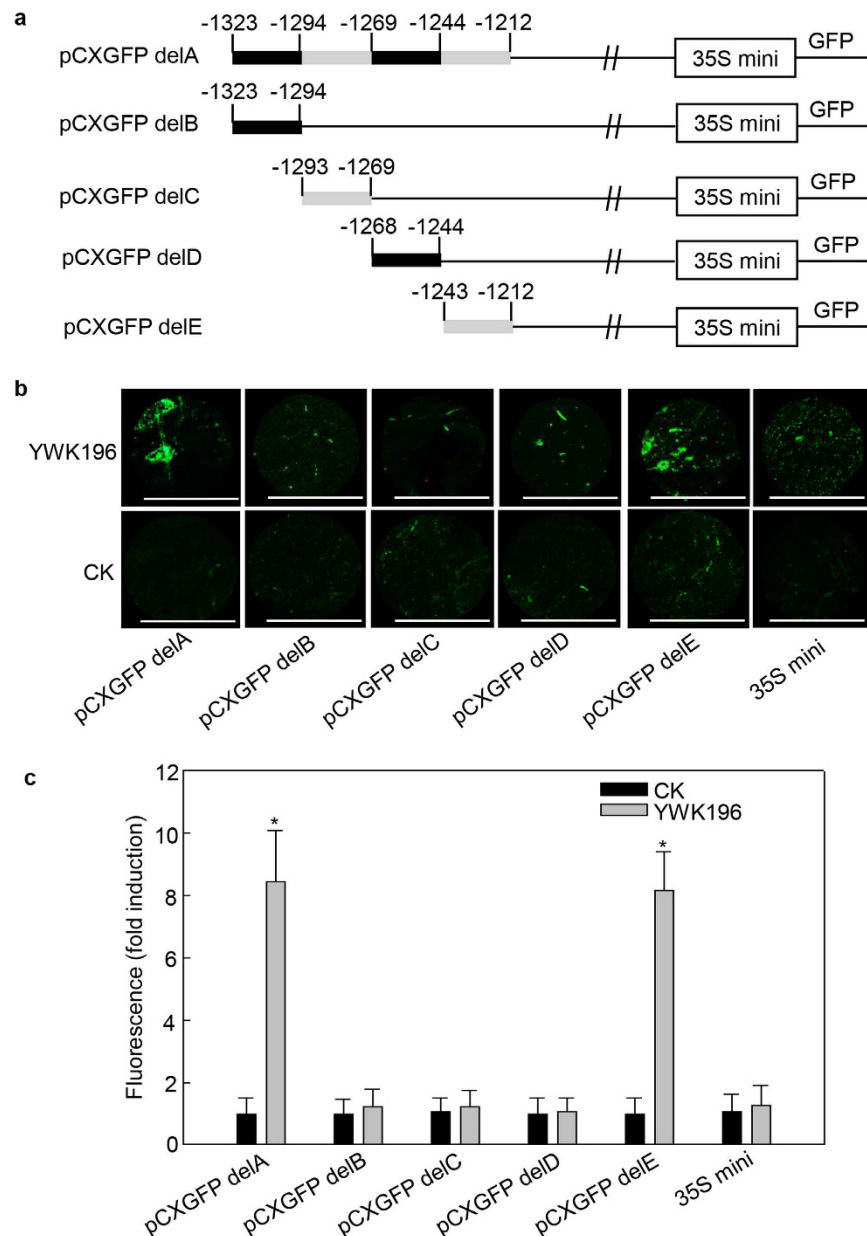 a
-1323 -1294 -1269 -1244 -1212
GFP
pCXGFP delA
//
35S mini
-1323 -1294
GFP
pCXGFP delB
//
35S mini
-1293 -1269
GFP
pCXGFP delC
//
35S mini
-1268 -1244
GFP
pCXGFP delD
//
35S mini
-1243 -1212
GFP
pCXGFP delE
//
35S mini
b
YWK196
CK
pCXGFP delA
pCXGFP delB
pCXGFP delC
pCXGFP delD
pCXGFP delE
35S mini
c
Fluorescence (fold induction)
12
10
8
6
4
2
0
CK
YWK196
*
*
pCXGFP delA
pCXGFP delB
pCXGFP delC
pCXGFP delD
pCXGFP delE
35S mini